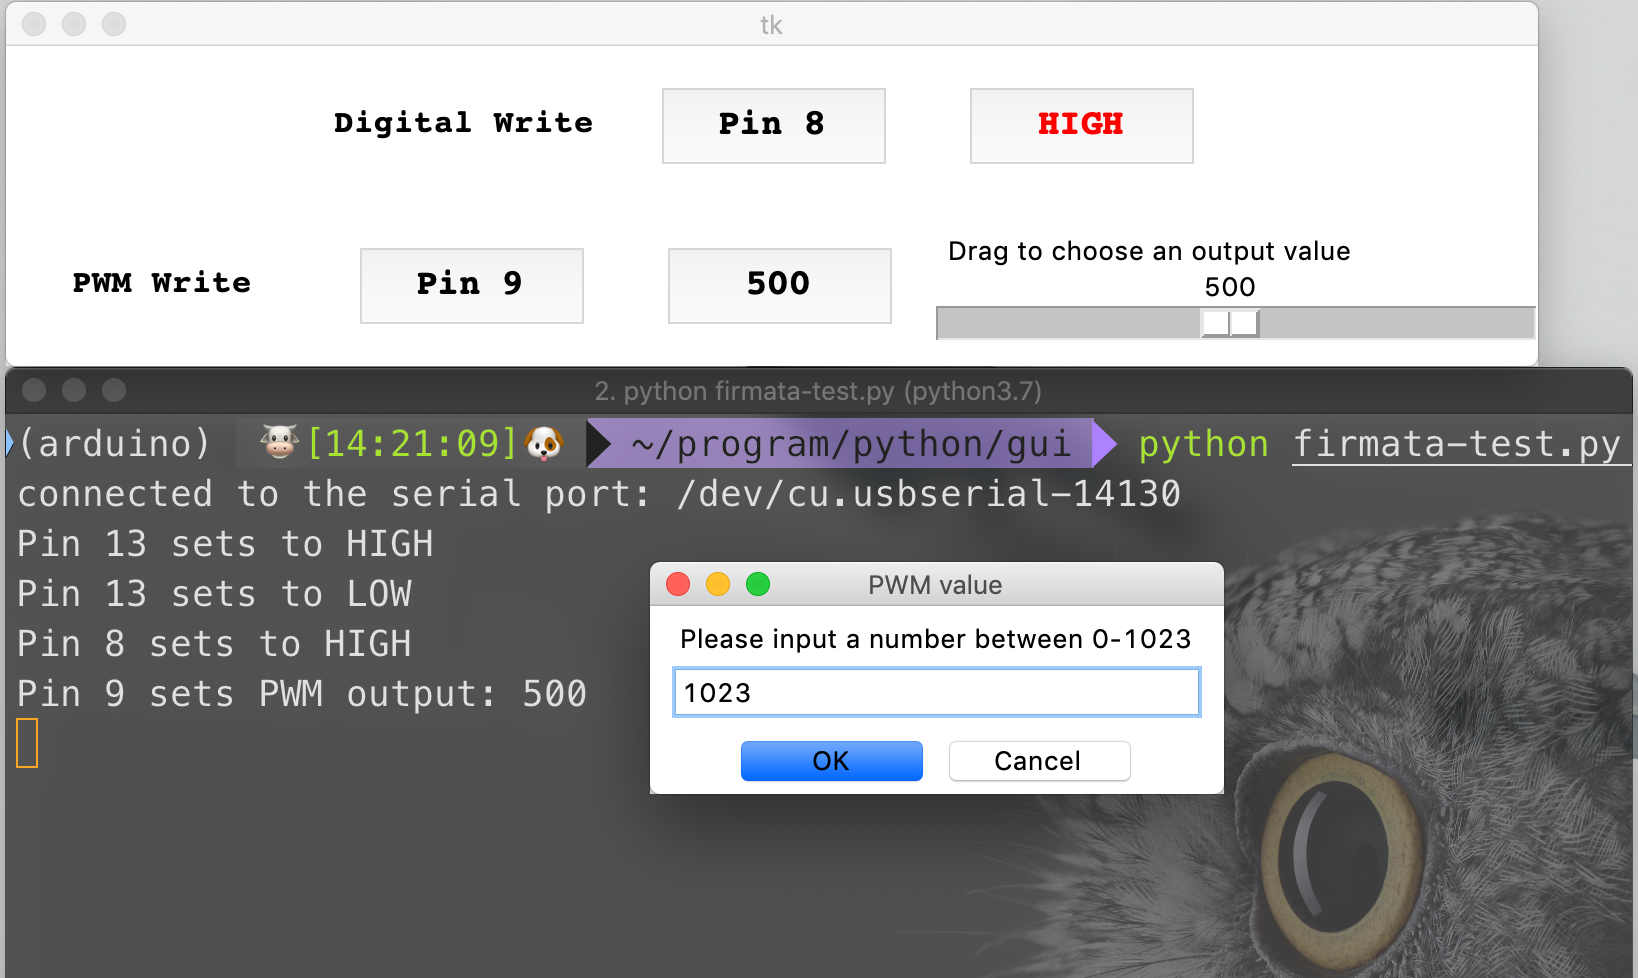 tk
Digital Write
Pin 8
HIGH
PWM Write
Pin 9
500
Drag to choose an output value
500
2. python firmata-test.py (python3.7)
(arduino) 🐮[14:21:09]🐶 ~/program/python/gui python firmata-test.py
connected to the serial port: /dev/cu.usbserial-14130
Pin 13 sets to HIGH
Pin 13 sets to LOW
Pin 8 sets to HIGH
Pin 9 sets PWM output: 500
PWM value
Please input a number between 0-1023
1023
OK
Cancel